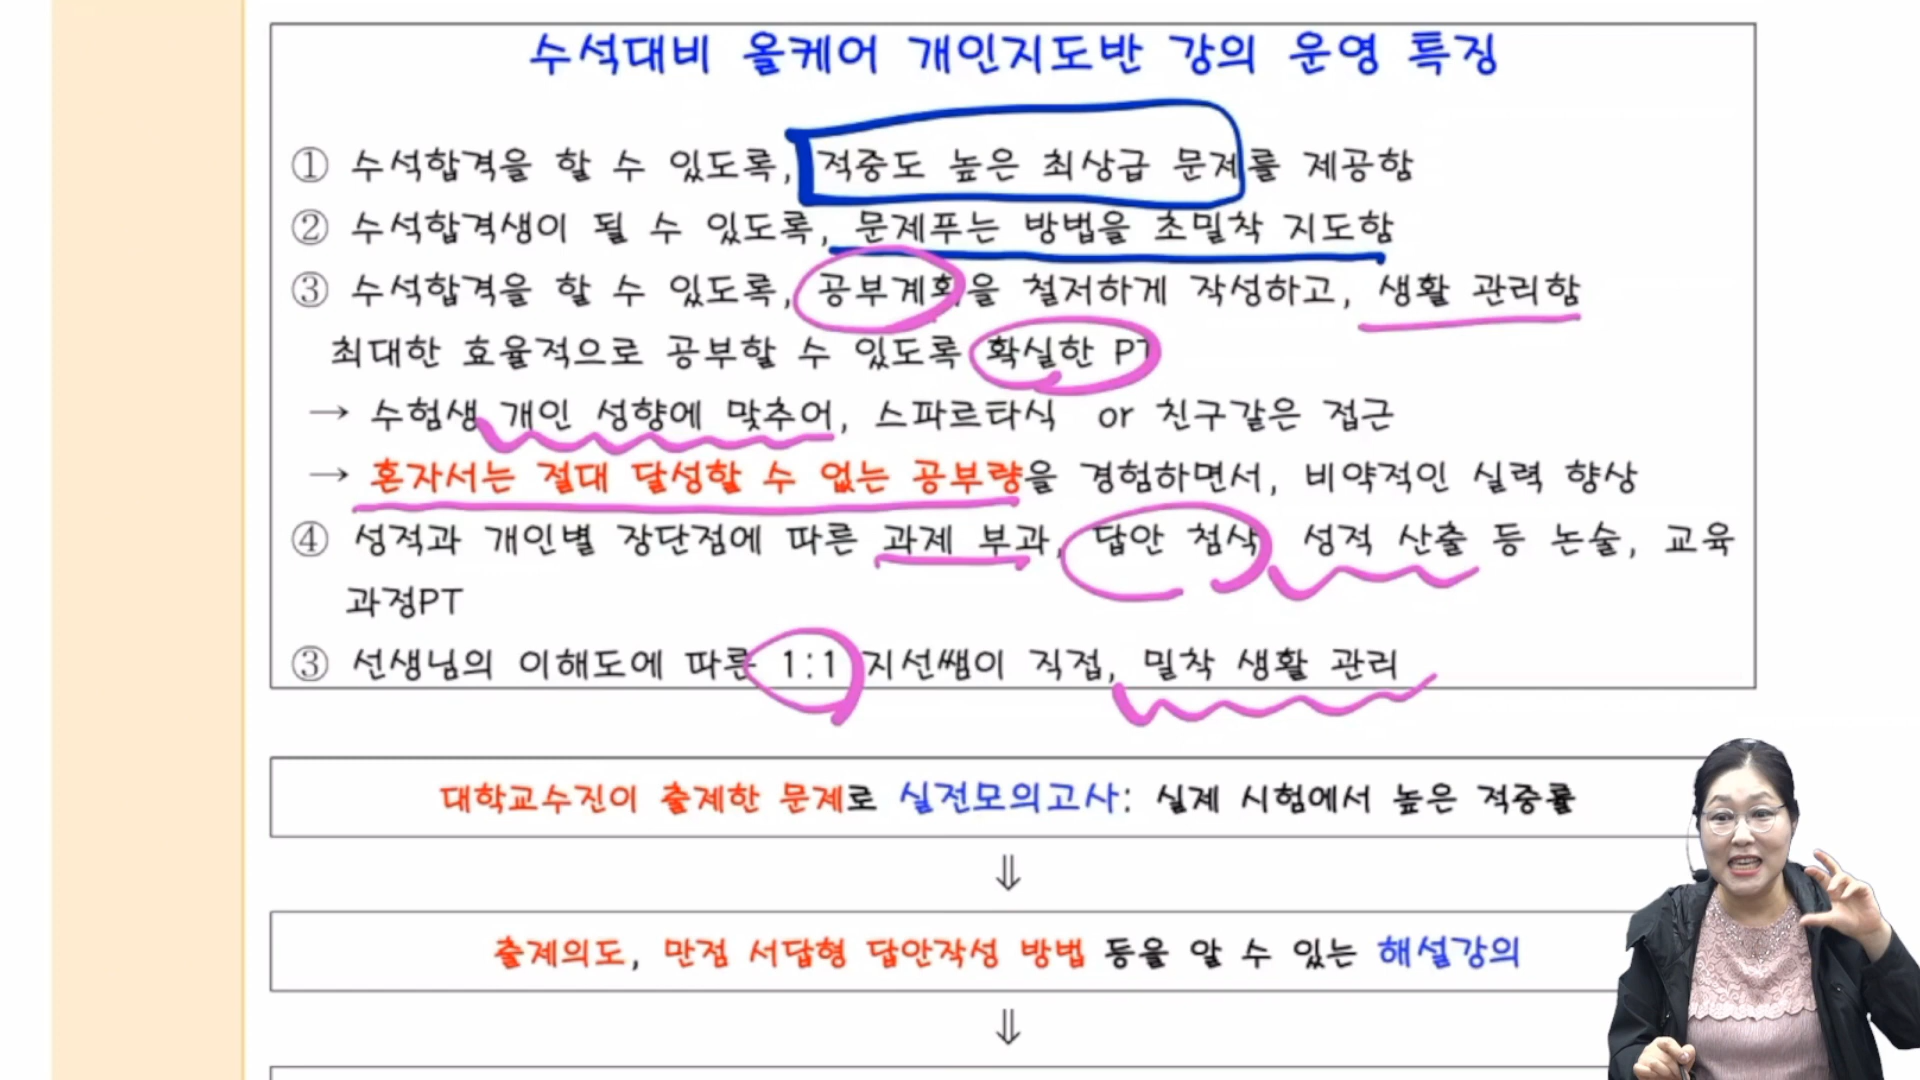 수석대비 올케어 개인지도반 강의 운영 특징
① 수석합격을 할 수 있도록, 적중도 높은 최상급 문제를 제공함
② 수석합격생이 될 수 있도록, 문제푸는 방법을 초밀착 지도함
③ 수석합격을 할 수 있도록, 공부계획을 철저하게 작성하고, 생활 관리함
최대한 효율적으로 공부할 수 있도록 확실한 PT
→ 수험생 개인 성향에 맞추어, 스파르타식 or 친구같은 접근
→ 혼자서는 절대 달성할 수 없는 공부량을 경험하면서, 비약적인 실력 향상
④ 성적과 개인별 장단점에 따른 과제 부과, 답안 첨삭, 성적 산출 등 논술, 교육
과정PT
③ 선생님의 이해도에 따른 1:1 지선쌤이 직접, 밀착 생활 관리
대학교수진이 출제한 문제로 실전모의고사: 실제 시험에서 높은 적중률
⇓
출제의도, 만점 서답형 답안작성 방법 등을 알 수 있는 해설강의
⇓